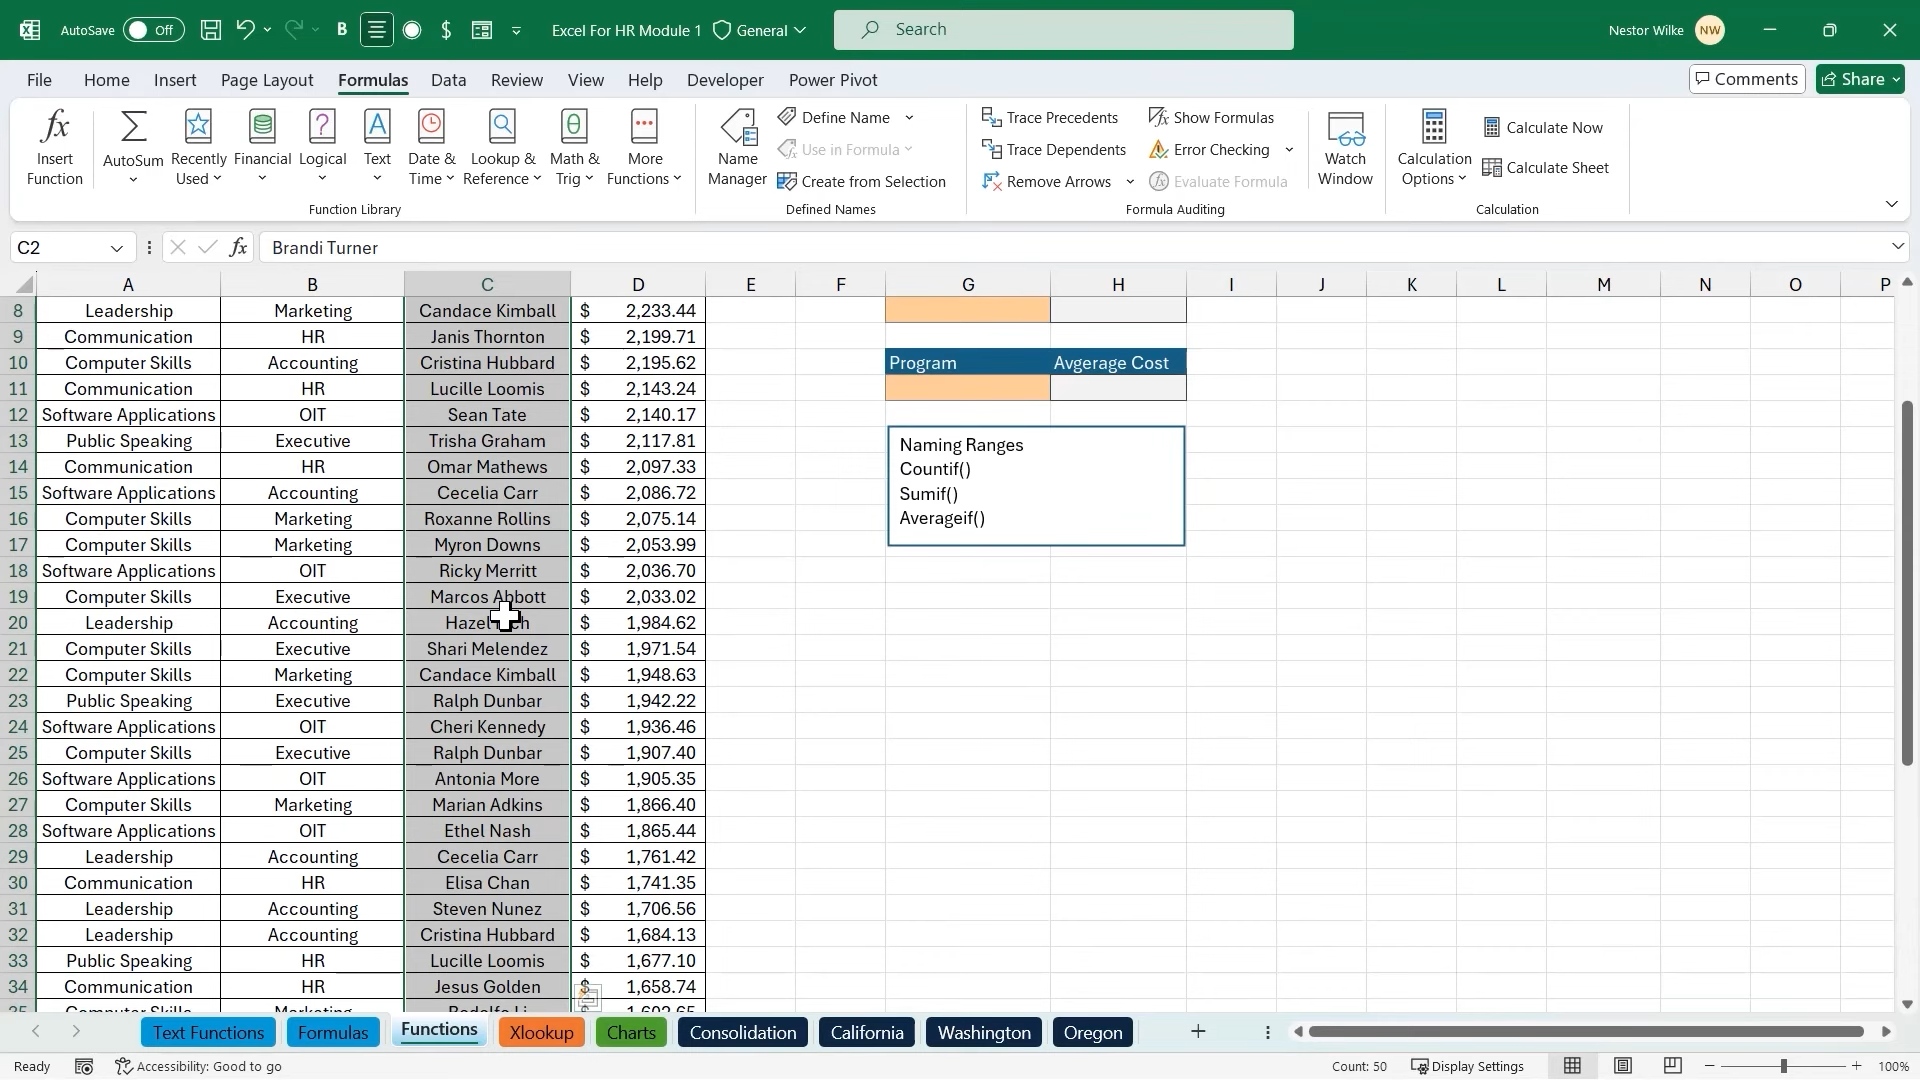 AutoSave Off B $ Excel For HR Module 1 General Search Nestor Wilke NW
File Home Insert Page Layout Formulas Data Review View Help Developer Power Pivot Comments Share
Insert Function AutoSum Recently Used Financial Logical Text Date & Time Lookup & Reference Math & Trig More Functions
Function Library
Name Manager Define Name Use in Formula Create from Selection
Defined Names
Trace Precedents Trace Dependents Remove Arrows Show Formulas Error Checking Evaluate Formula
Formula Auditing
Watch Window
Calculation Options Calculate Now Calculate Sheet
Calculation
C2 fx Brandi Turner
A B C D E F G H I J K L M N O P
8 Leadership Marketing Candace Kimball $ 2,233.44
9 Communication HR Janis Thornton $ 2,199.71
10 Computer Skills Accounting Cristina Hubbard $ 2,195.62 Program Avgerage Cost
11 Communication HR Lucille Loomis $ 2,143.24
12 Software Applications OIT Sean Tate $ 2,140.17
13 Public Speaking Executive Trisha Graham $ 2,117.81
14 Communication HR Omar Mathews $ 2,097.33
15 Software Applications Accounting Cecelia Carr $ 2,086.72
16 Computer Skills Marketing Roxanne Rollins $ 2,075.14
17 Computer Skills Marketing Myron Downs $ 2,053.99
18 Software Applications OIT Ricky Merritt $ 2,036.70
19 Computer Skills Executive Marcos Abbott $ 2,033.02
20 Leadership Accounting Hazel $ 1,984.62
21 Computer Skills Executive Shari Melendez $ 1,971.54
22 Computer Skills Marketing Candace Kimball $ 1,948.63
23 Public Speaking Executive Ralph Dunbar $ 1,942.22
24 Software Applications OIT Cheri Kennedy $ 1,936.46
25 Computer Skills Executive Ralph Dunbar $ 1,907.40
26 Software Applications OIT Antonia More $ 1,905.35
27 Computer Skills Marketing Marian Adkins $ 1,866.40
28 Software Applications OIT Ethel Nash $ 1,865.44
29 Leadership Accounting Cecelia Carr $ 1,761.42
30 Communication HR Elisa Chan $ 1,741.35
31 Leadership Accounting Steven Nunez $ 1,706.56
32 Leadership Accounting Cristina Hubbard $ 1,684.13
33 Public Speaking HR Lucille Loomis $ 1,677.10
34 Communication HR Jesus Golden $ 1,658.74
Naming Ranges
Countif()
Sumif()
Averageif()
Text Functions Formulas Functions Xlookup Charts Consolidation California Washington Oregon
Ready Accessibility: Good to go Count: 50 Display Settings 100%